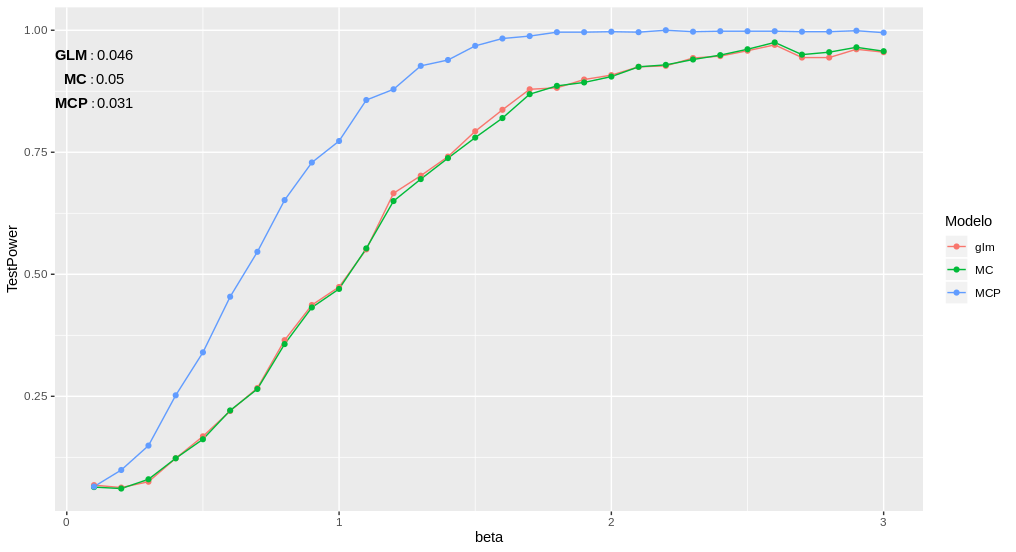 1.00
0.75
0.50
0.25
TestPower
GLM : 0.046
MC : 0.05
MCP : 0.031
0 1 2 3
beta
Modelo
glm
MC
MCP